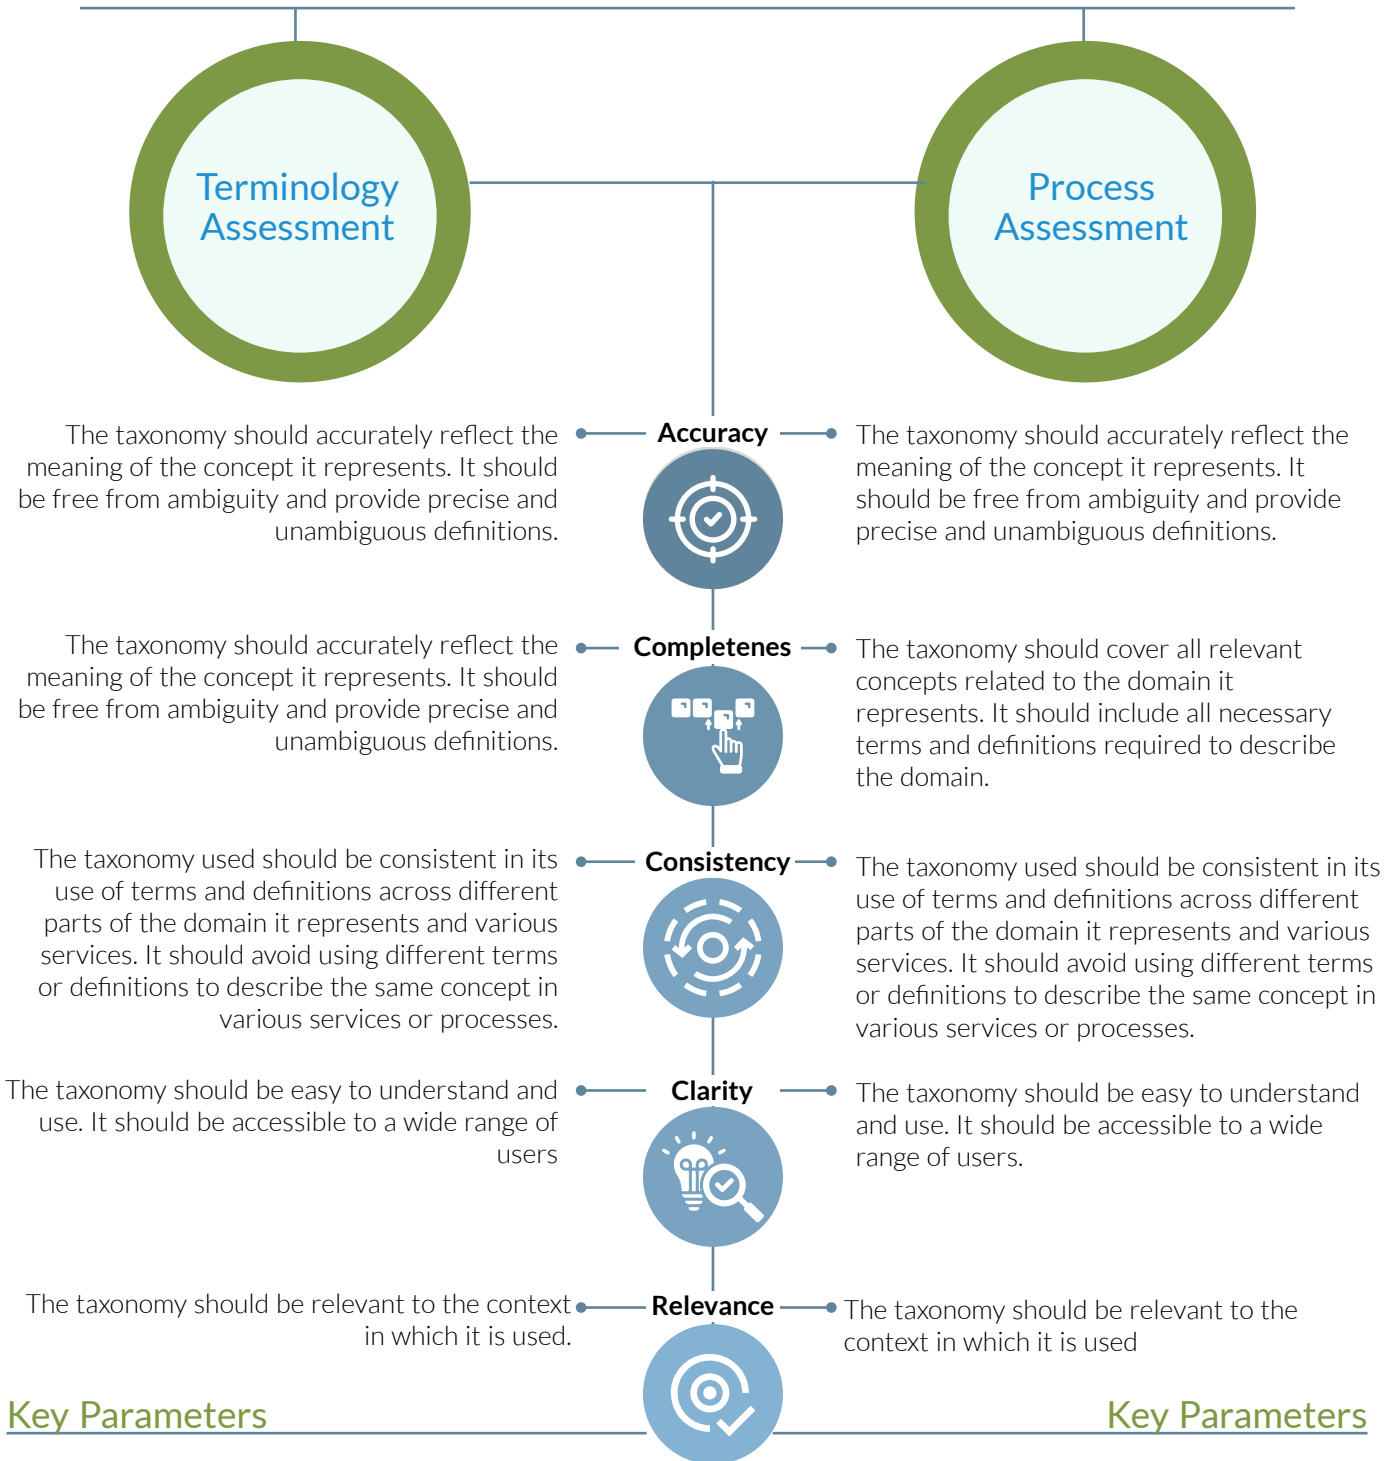 Terminology
Assessment
Process
Assessment
Accuracy
The taxonomy should accurately reflect the
meaning of the concept it represents. It should
be free from ambiguity and provide precise and
unambiguous definitions.
The taxonomy should accurately reflect the
meaning of the concept it represents. It
should be free from ambiguity and provide
precise and unambiguous definitions.
Completenes
The taxonomy should accurately reflect the
meaning of the concept it represents. It should
be free from ambiguity and provide precise and
unambiguous definitions.
The taxonomy should cover all relevant
concepts related to the domain it
represents. It should include all necessary
terms and definitions required to describe
the domain.
Consistency
The taxonomy used should be consistent in its
use of terms and definitions across different
parts of the domain it represents and various
services. It should avoid using different terms
or definitions to describe the same concept in
various services or processes.
The taxonomy used should be consistent in its
use of terms and definitions across different
parts of the domain it represents and various
services. It should avoid using different terms
or definitions to describe the same concept in
various services or processes.
Clarity
The taxonomy should be easy to understand and
use. It should be accessible to a wide range of
users
The taxonomy should be easy to understand
and use. It should be accessible to a wide
range of users.
Relevance
The taxonomy should be relevant to the context
in which it is used.
The taxonomy should be relevant to the
context in which it is used
Key Parameters
Key Parameters